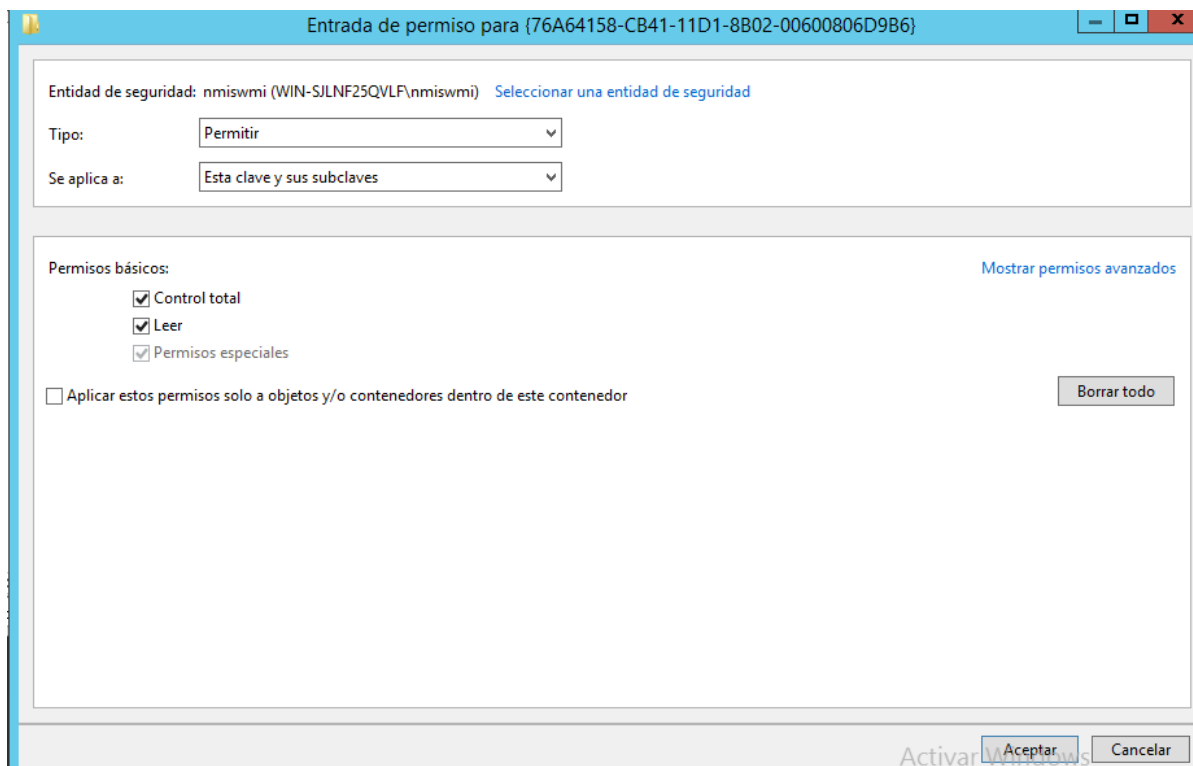 Entrada de permiso para {76A64158-CB41-11D1-8B02-00600806D9B6}
Entidad de seguridad: nmiswmi (WIN-SJLNF25QVLF\nmiswmi) Seleccionar una entidad de seguridad
Tipo: Permitir
Se aplica a: Esta clave y sus subclaves
Permisos básicos: Mostrar permisos avanzados
Control total
Leer
Permisos especiales
Aplicar estos permisos solo a objetos y/o contenedores dentro de este contenedor Borrar todo
Activar Windows
Aceptar Cancelar